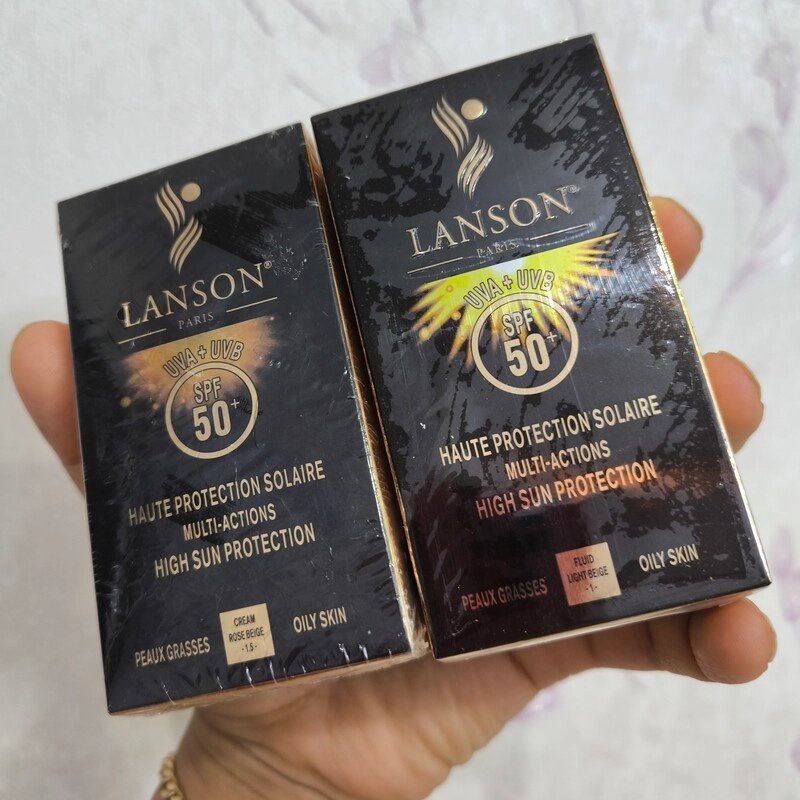 LANSON®
PARIS
UVA + UVB
SPF
50+
HAUTE PROTECTION SOLAIRE
MULTI-ACTIONS
HIGH SUN PROTECTION
PEAUX GRASSES
CREAM
ROSE BEIGE
- 1.5 -
OILY SKIN
LANSON®
PARIS
UVA + UVB
SPF
50+
HAUTE PROTECTION SOLAIRE
MULTI-ACTIONS
HIGH SUN PROTECTION
PEAUX GRASSES
FLUID
LIGHT BEIGE
- 1 -
OILY SKIN